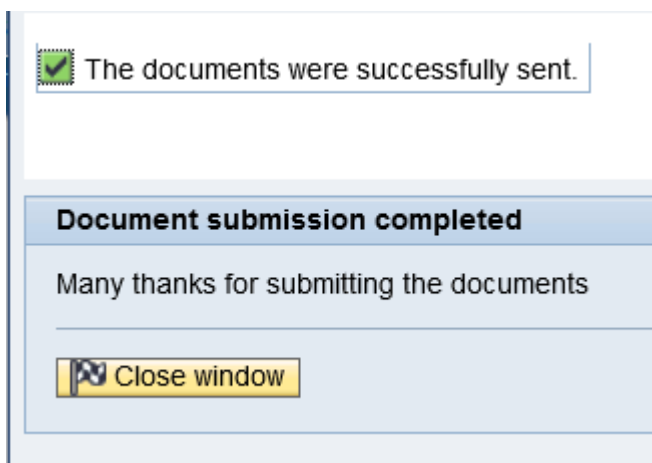 The documents were successfully sent.
Document submission completed
Many thanks for submitting the documents
Close window